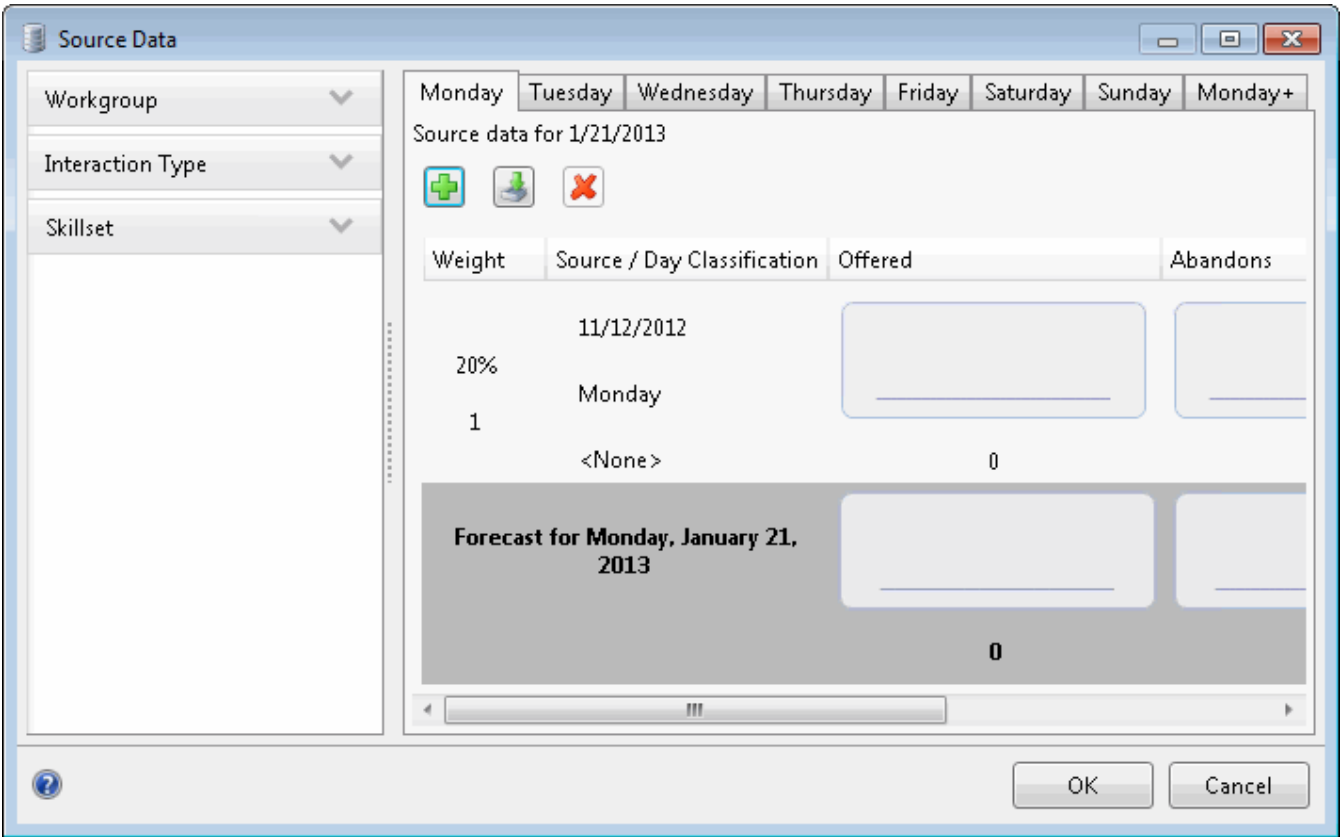 Source Data
Workgroup
Interaction Type
Skillset
Monday Tuesday Wednesday Thursday Friday Saturday Sunday Monday+
Source data for 1/21/2013
Weight Source / Day Classification Offered Abandons
11/12/2012
20%
Monday
1
<None> 0
Forecast for Monday, January 21,
2013
0
OK Cancel